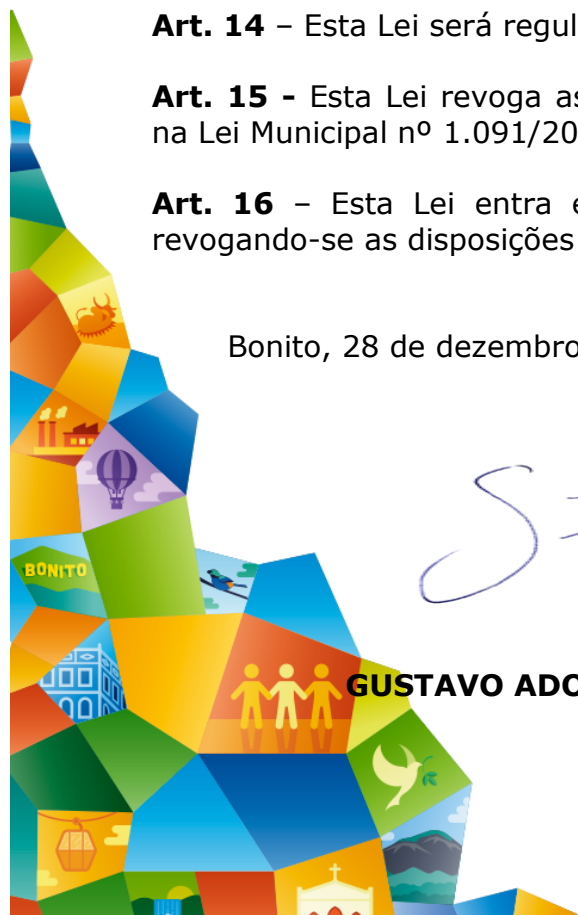 Art. 14 – Esta Lei será regul
Art. 15 - Esta Lei revoga as
na Lei Municipal nº 1.091/20
Art. 16 – Esta Lei entra e
revogando-se as disposições
Bonito, 28 de dezembro
BONITO
GUSTAVO ADO